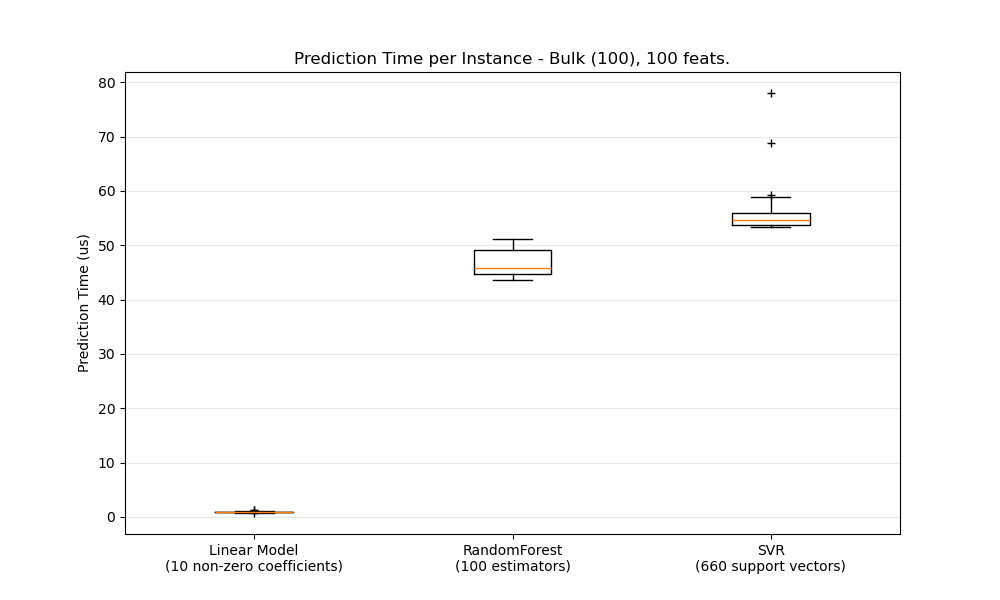 Prediction Time per Instance - Bulk (100), 100 feats.
80
70
60
50
40
30
20
10
0
Prediction Time (us)
Linear Model
(10 non-zero coefficients)
RandomForest
(100 estimators)
SVR
(660 support vectors)